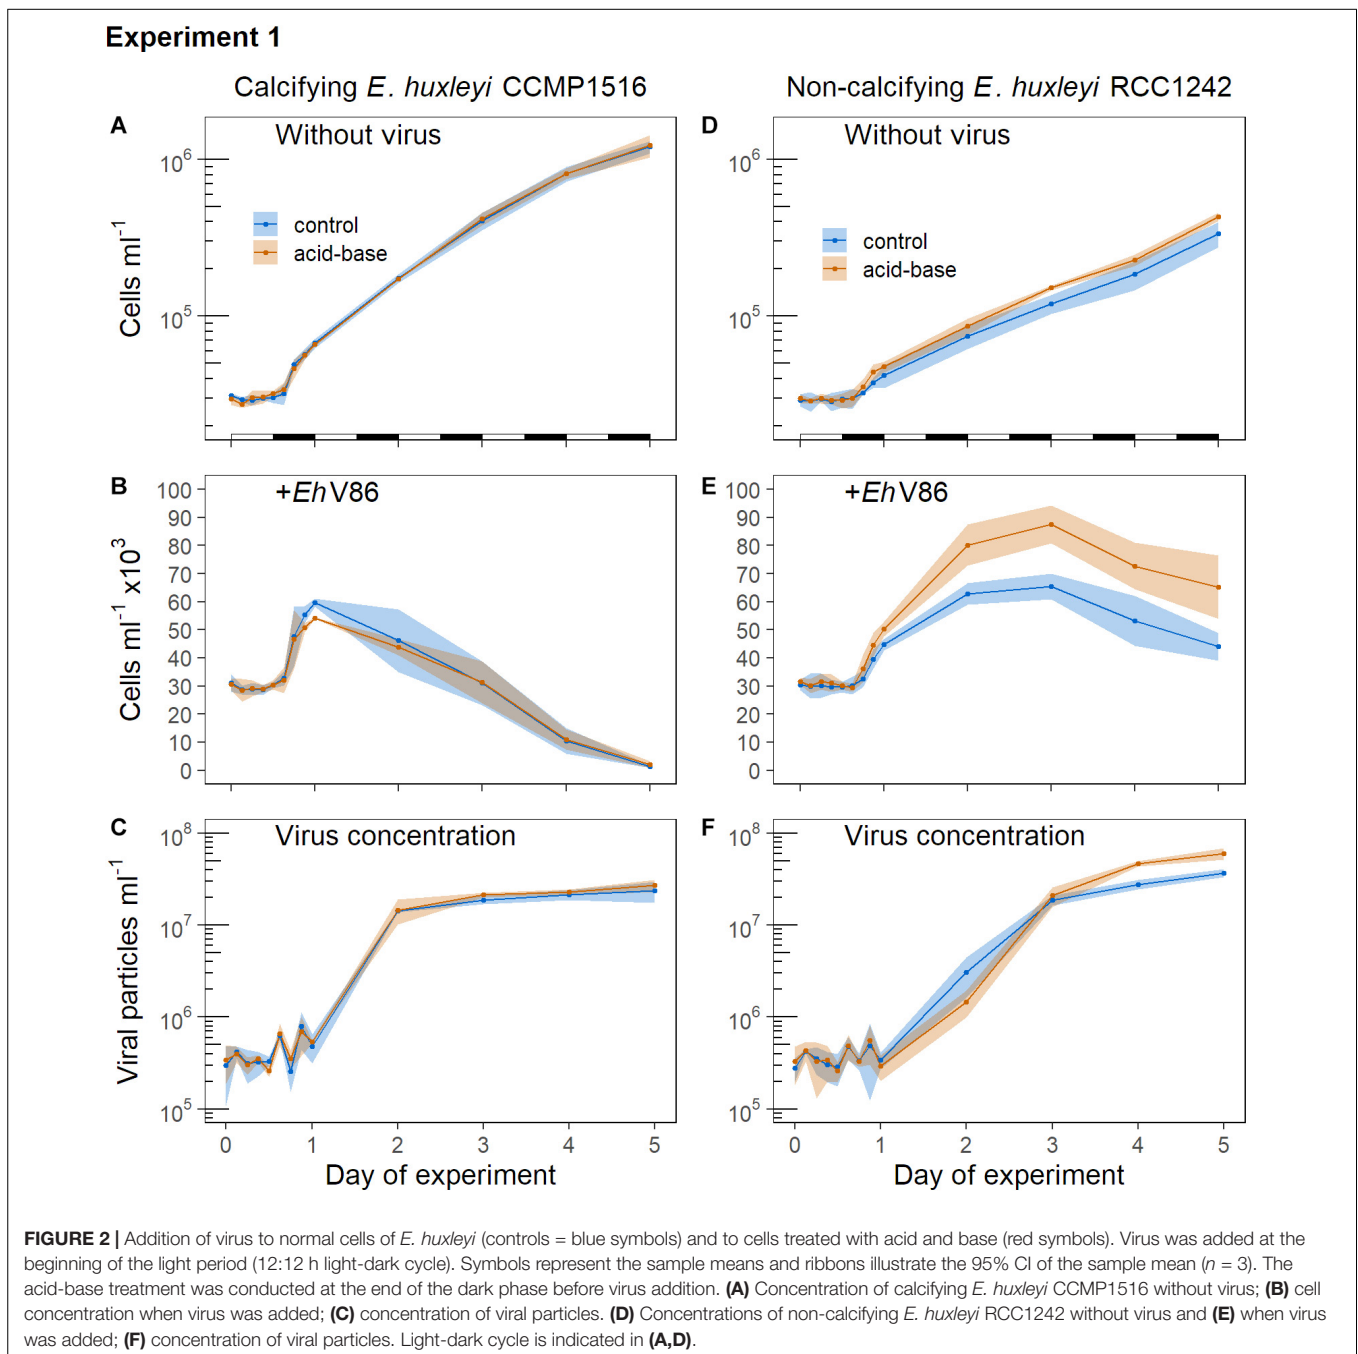 Experiment 1
Calcifying E. huxleyi CCMP1516
Non-calcifying E. huxleyi RCC1242
A
Without virus
10^6
10^5
Cells ml^-1
control
acid-base
D
Without virus
10^6
10^5
control
acid-base
B
+EhV86
100
90
80
70
60
50
40
30
20
10
0
Cells ml^-1 x10^3
E
+EhV86
100
90
80
70
60
50
40
30
20
10
0
C
Virus concentration
10^8
10^7
10^6
10^5
Viral particles ml^-1
0 1 2 3 4 5
Day of experiment
F
Virus concentration
10^8
10^7
10^6
10^5
0 1 2 3 4 5
Day of experiment
FIGURE 2 | Addition of virus to normal cells of E. huxleyi (controls = blue symbols) and to cells treated with acid and base (red symbols). Virus was added at the
beginning of the light period (12:12 h light-dark cycle). Symbols represent the sample means and ribbons illustrate the 95% CI of the sample mean (n = 3). The
acid-base treatment was conducted at the end of the dark phase before virus addition. (A) Concentration of calcifying E. huxleyi CCMP1516 without virus; (B) cell
concentration when virus was added; (C) concentration of viral particles. (D) Concentrations of non-calcifying E. huxleyi RCC1242 without virus and (E) when virus
was added; (F) concentration of viral particles. Light-dark cycle is indicated in (A,D).